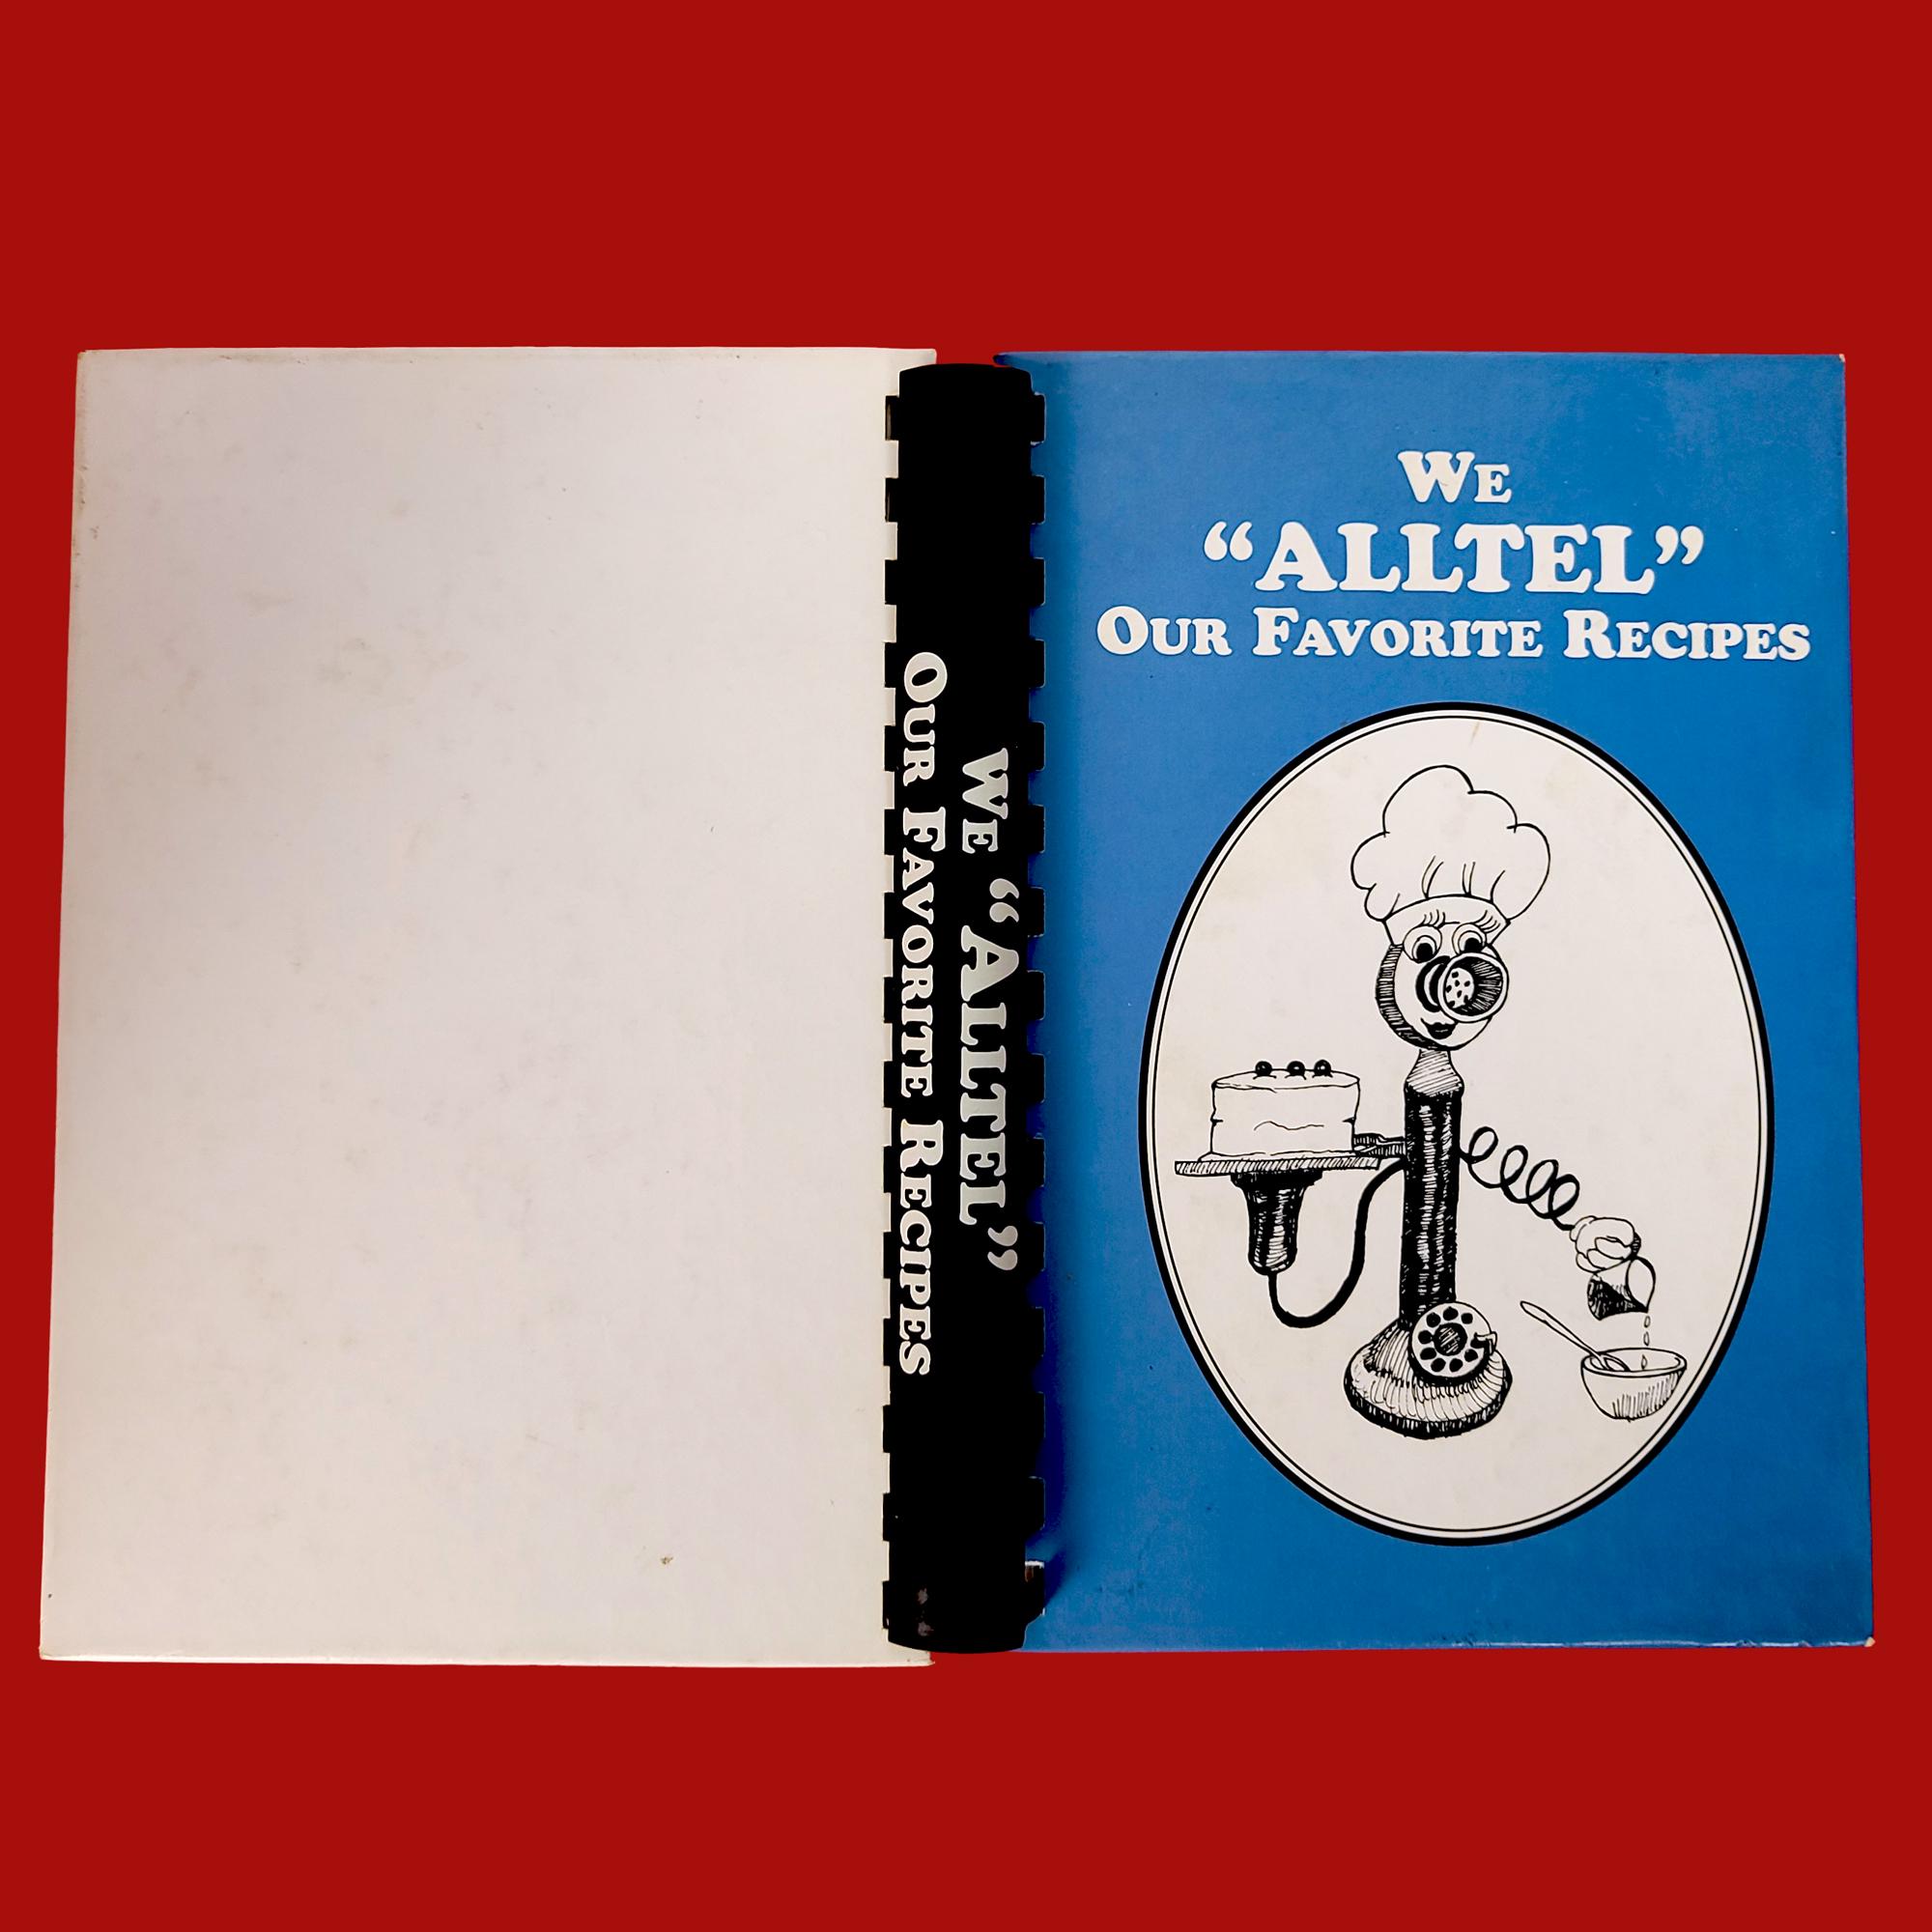 WE "ALLTEL"
OUR FAVORITE RECIPES
WE
"ALLTEL"
OUR FAVORITE RECIPES